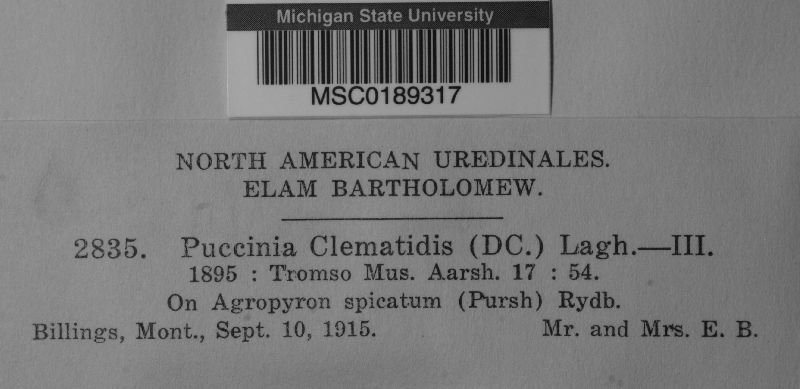 Michigan State University
MSC0189317
NORTH AMERICAN UREDINALES.
ELAM BARTHOLOMEW.
2835. Puccinia Clematidis (DC.) Lagh.—III.
1895 : Tromso Mus. Aarsh. 17 : 54.
On Agropyron spicatum (Pursh) Rydb.
Billings, Mont., Sept. 10, 1915. Mr. and Mrs. E. B.